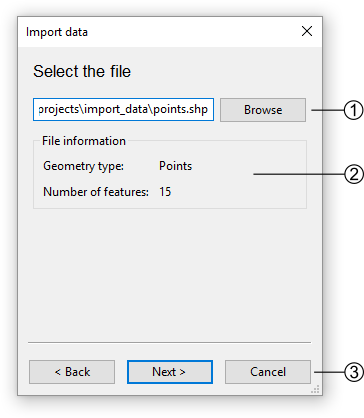 Import data
Select the file
projects\import_data\points.shp
Browse
1
File information
Geometry type: Points
2
Number of features: 15
< Back Next > Cancel
3